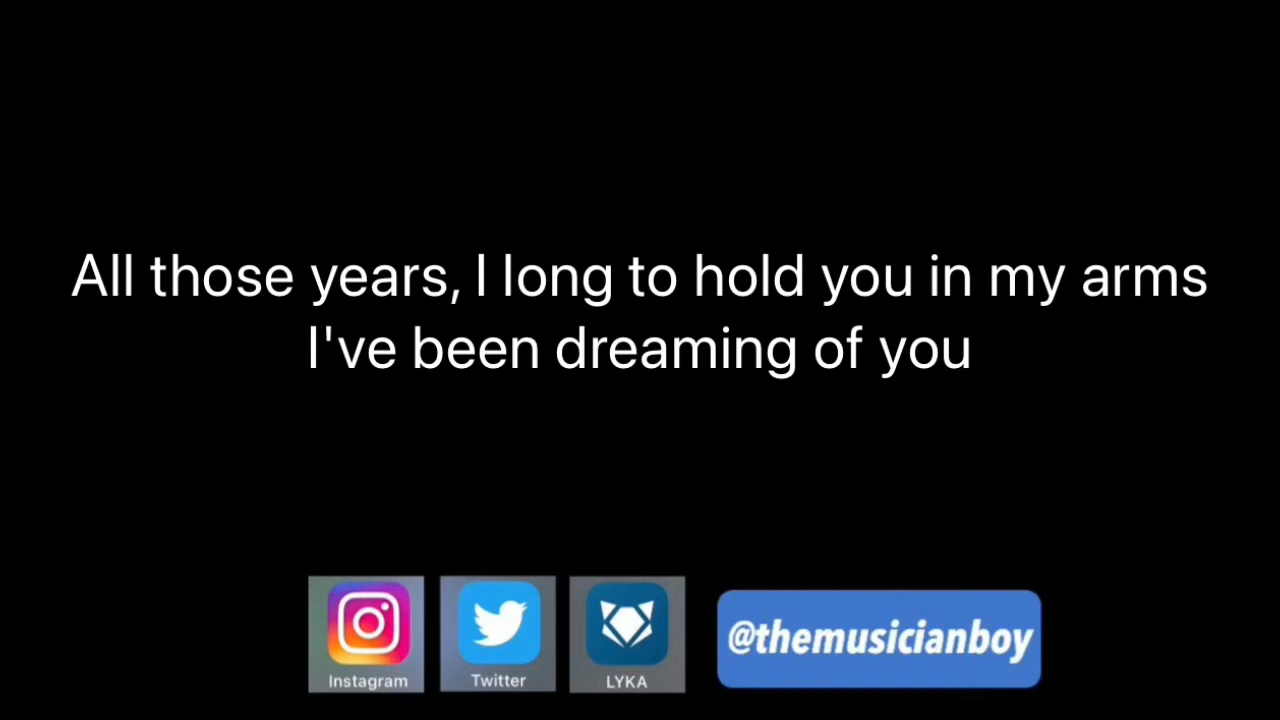 All those years, I long to hold you in my arms
I've been dreaming of you
Instagram
Twitter
LYKA
@themusicianboy